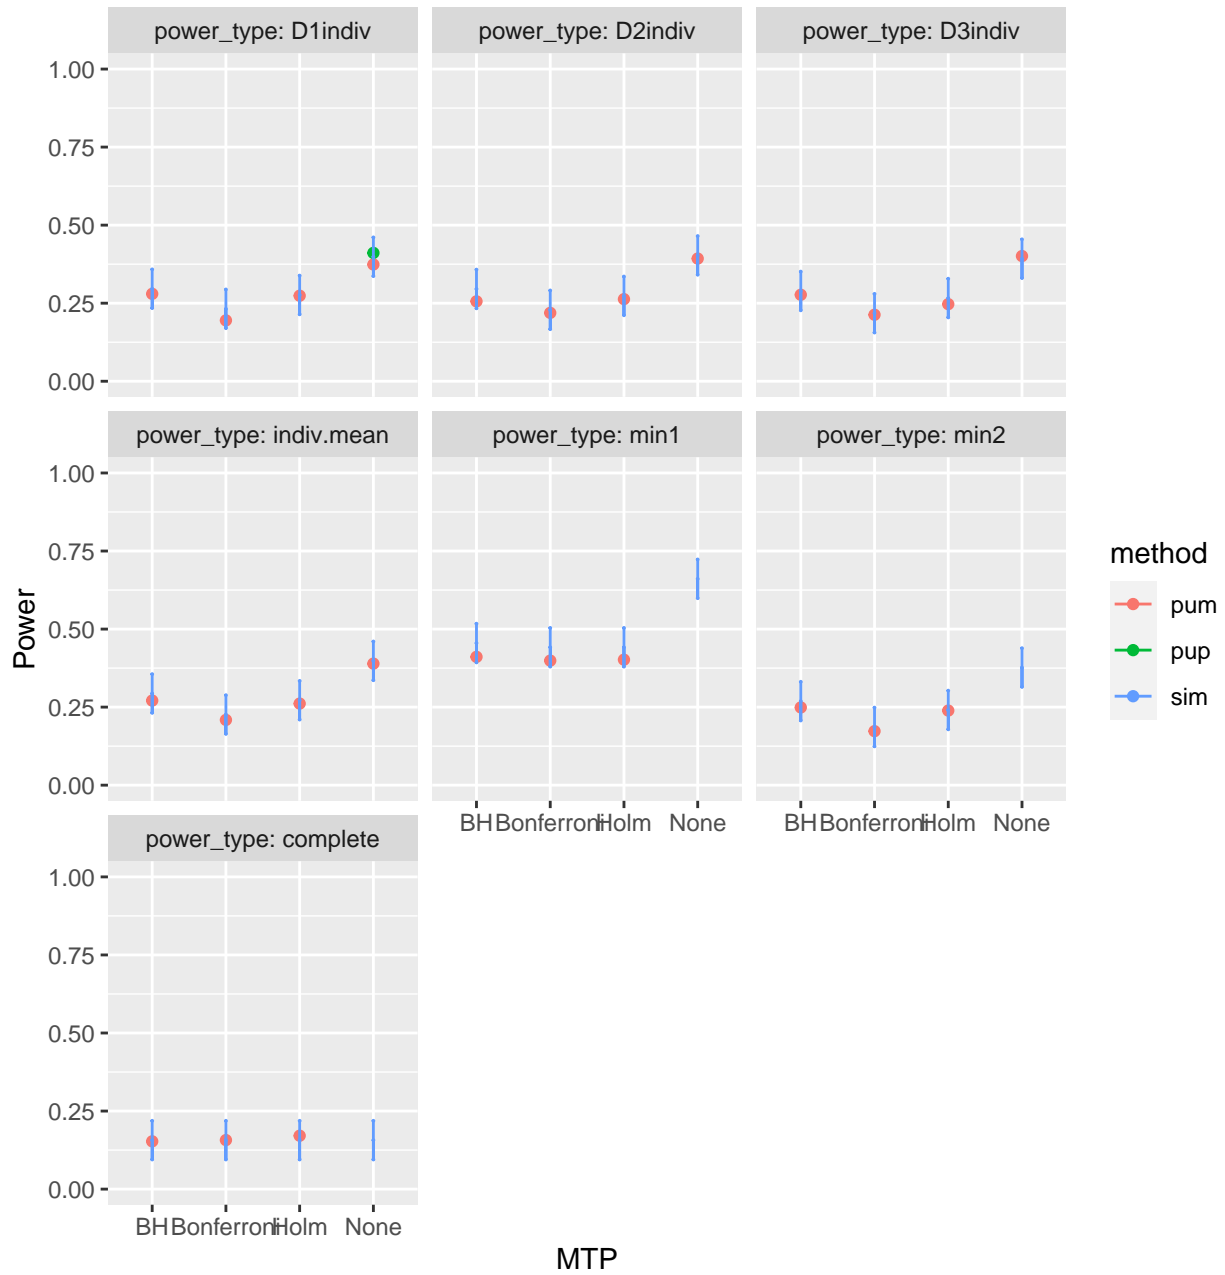 power_type: D1indiv
power_type: D2indiv
power_type: D3indiv
1.00
0.75
0.50
0.25
0.00
power_type: indiv.mean
power_type: min1
power_type: min2
1.00
0.75
0.50
0.25
0.00
BH Bonferroni Holm None
BH Bonferroni Holm None
power_type: complete
1.00
0.75
0.50
0.25
0.00
BH Bonferroni Holm None
MTP
Power
method
pum
pup
sim